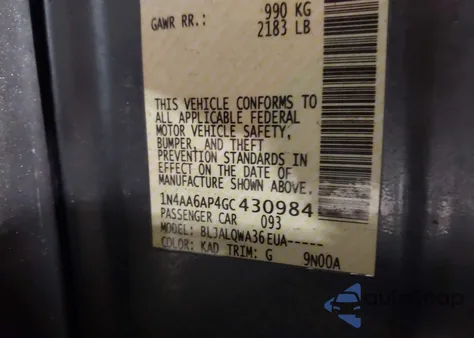 GAWR RR.: 990 KG
2183 LB
THIS VEHICLE CONFORMS TO
ALL APPLICABLE FEDERAL
MOTOR VEHICLE SAFETY,
BUMPER, AND THEFT
PREVENTION STANDARDS IN
EFFECT ON THE DATE OF
MANUFACTURE SHOWN ABOVE.
1N4AA6AP4GC430984
PASSENGER CAR 093
MODEL: BLJALQWA36EUA-----
COLOR: KAD TRIM: G 9N00A
autosnap